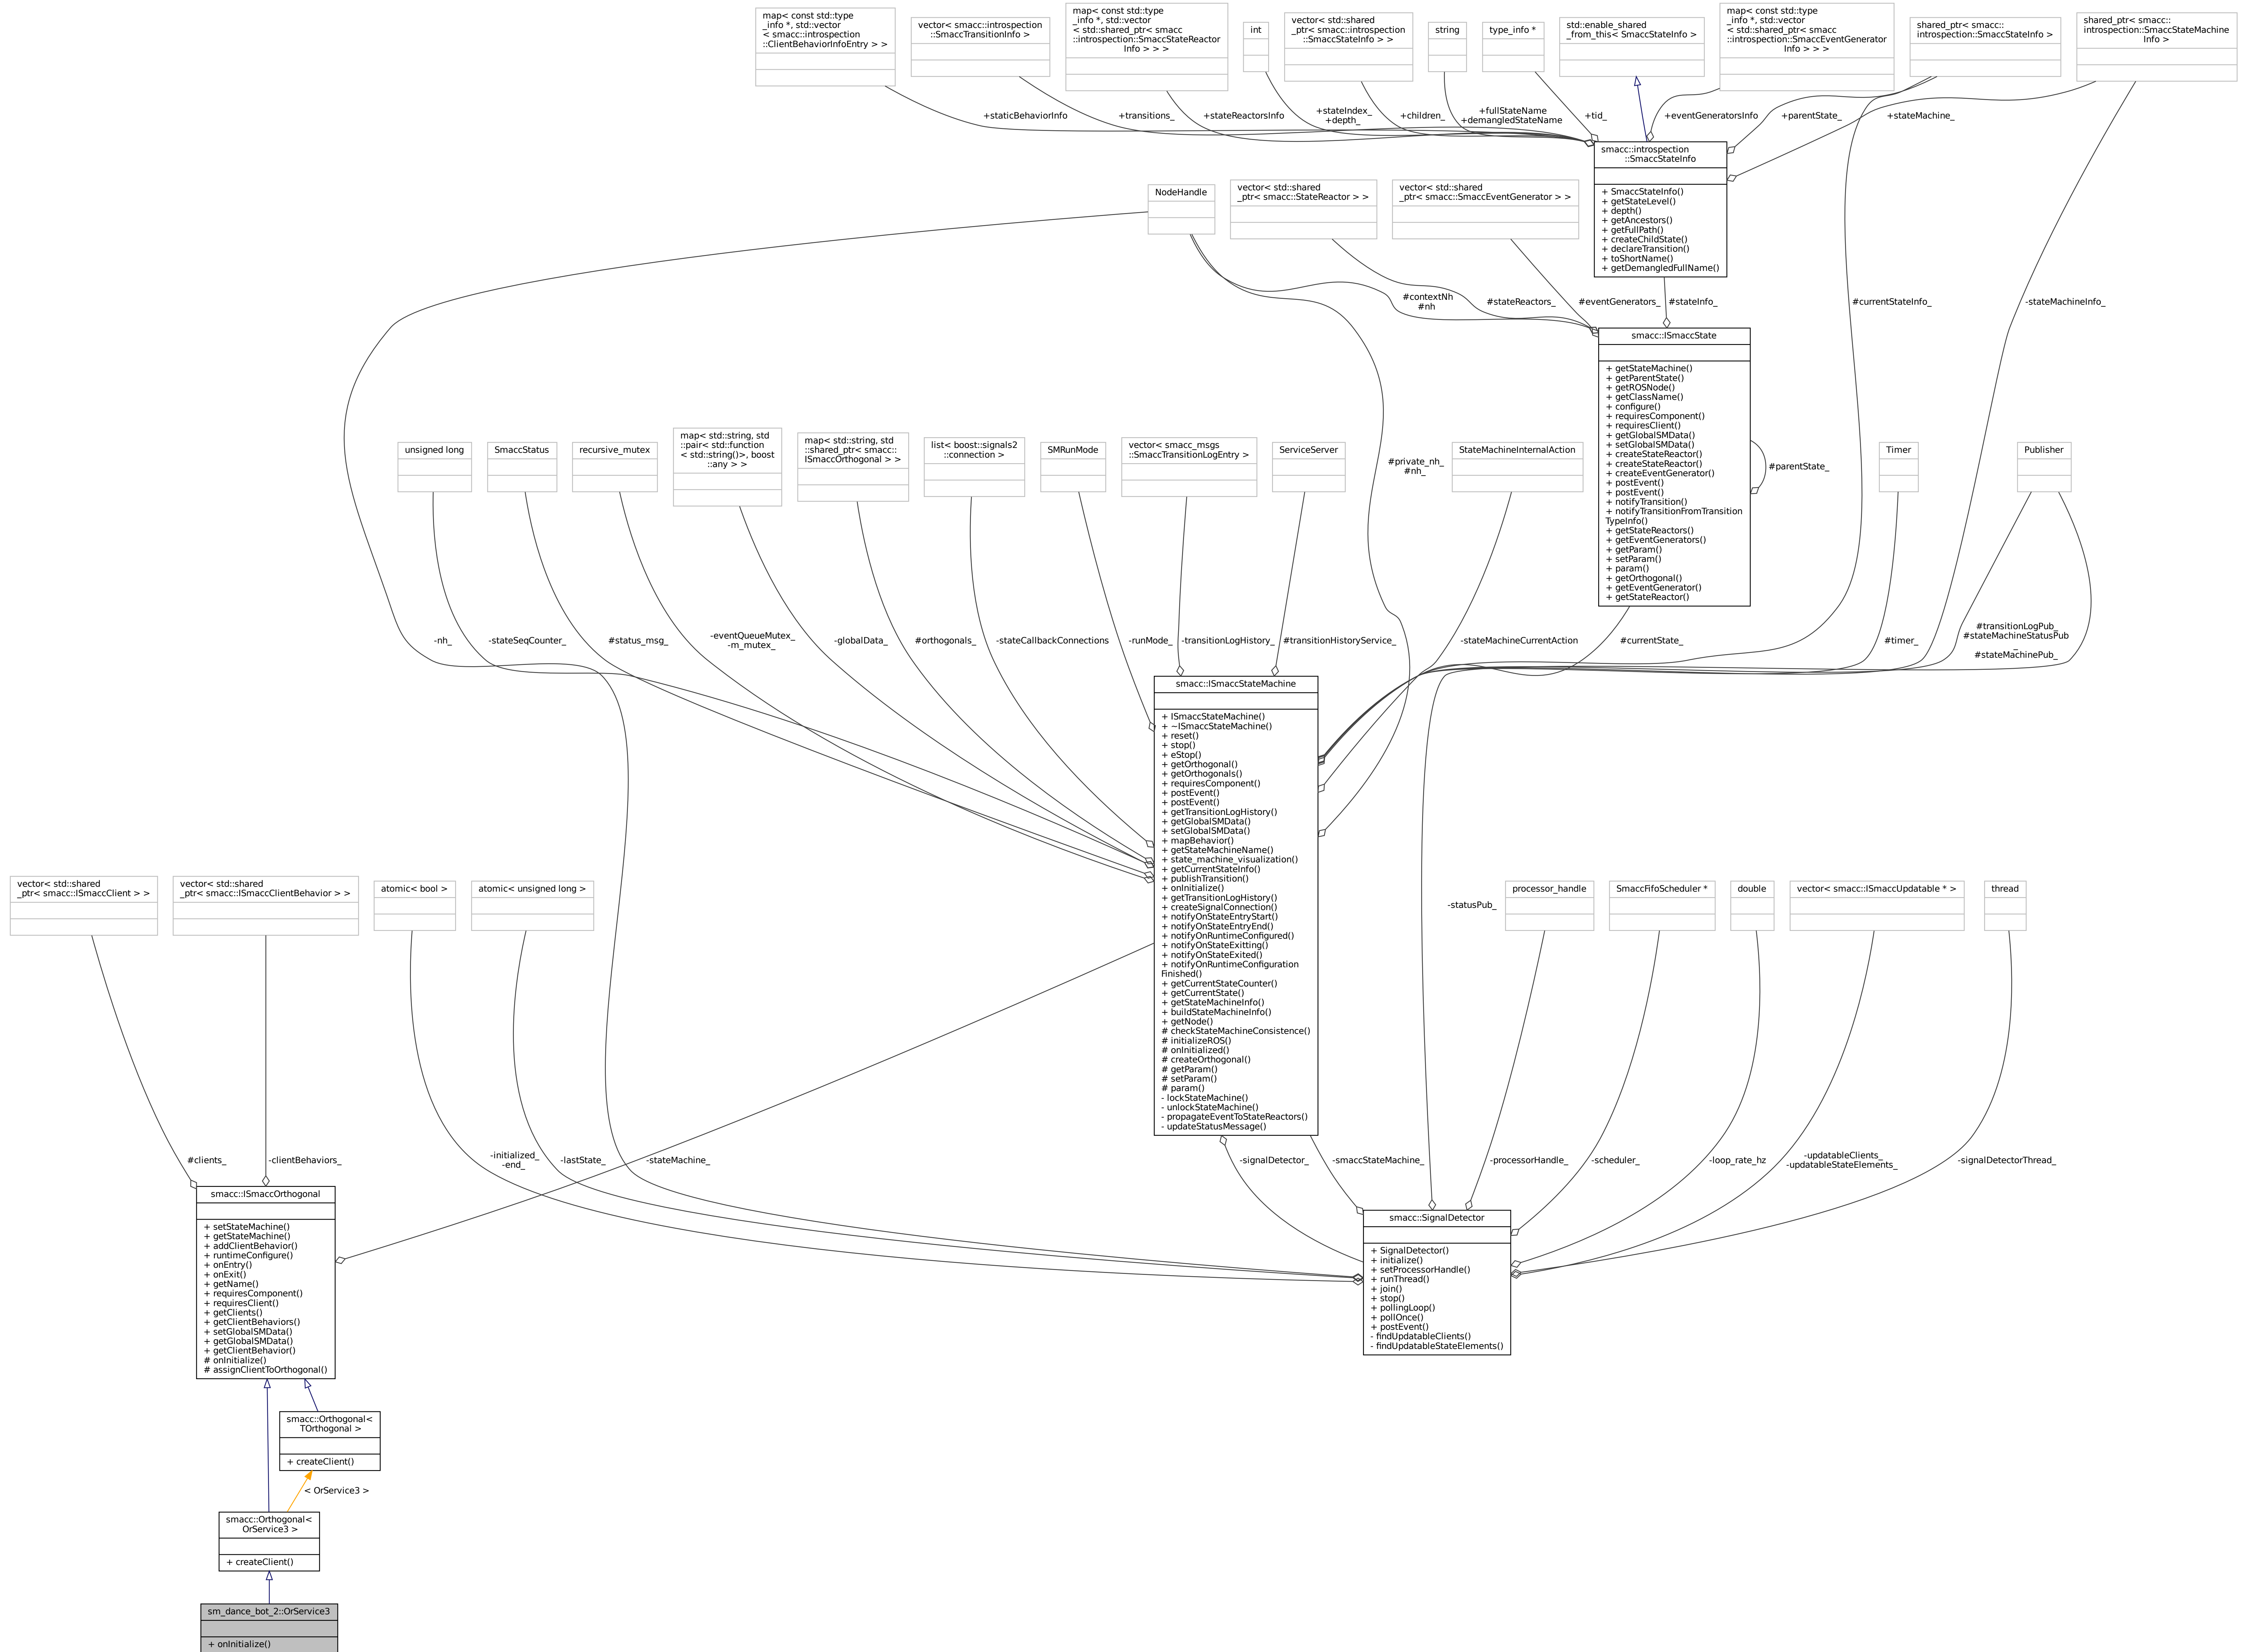 map< const std::type
_info *, std::vector
< smacc::introspection
::ClientBehaviorInfoEntry > >
vector< smacc::introspection
::SmaccTransitionInfo >
map< const std::type
_info *, std::vector
< std::shared_ptr< smacc
::introspection::SmaccStateReactor
Info > > >
int
vector< std::shared
_ptr< smacc::introspection
::SmaccStateInfo > >
string
type_info *
std::enable_shared
_from_this< SmaccStateInfo >
map< const std::type
_info *, std::vector
< std::shared_ptr< smacc
::introspection::SmaccEventGenerator
Info > > >
shared_ptr< smacc::
introspection::SmaccStateInfo >
shared_ptr< smacc::
introspection::SmaccStateMachine
Info >
+staticBehaviorInfo
+transitions_
+stateReactorsInfo
+stateIndex_
+depth_
+children_
+fullStateName
+demangledStateName
+tid_
+eventGeneratorsInfo
+parentState_
+stateMachine_
smacc::introspection
::SmaccStateInfo
+ SmaccStateInfo()
+ getStateLevel()
+ depth()
+ getAncestors()
+ getFullPath()
+ createChildState()
+ declareTransition()
+ toShortName()
+ getDemangledFullName()
NodeHandle
vector< std::shared
_ptr< smacc::StateReactor > >
vector< std::shared
_ptr< smacc::SmaccEventGenerator > >
#contextNh
#nh
#stateReactors_
#eventGenerators_
#stateInfo_
#currentStateInfo_
-stateMachineInfo_
smacc::ISmaccState
+ getStateMachine()
+ getParentState()
+ getROSNode()
+ getClassName()
+ configure()
+ requiresComponent()
+ requiresClient()
+ getGlobalSMData()
+ setGlobalSMData()
+ createStateReactor()
+ createStateReactor()
+ createEventGenerator()
+ postEvent()
+ postEvent()
+ notifyTransition()
+ notifyTransitionFromTransition
TypeInfo()
+ getStateReactors()
+ getEventGenerators()
+ getParam()
+ setParam()
+ param()
+ getOrthogonal()
+ getEventGenerator()
+ getStateReactor()
#parentState_
unsigned long
SmaccStatus
recursive_mutex
map< std::string, std
::pair< std::function
< std::string()>, boost
::any > >
map< std::string, std
::shared_ptr< smacc::
ISmaccOrthogonal > >
list< boost::signals2
::connection >
SMRunMode
vector< smacc_msgs
::SmaccTransitionLogEntry >
ServiceServer
#private_nh_
#nh_
StateMachineInternalAction
Timer
Publisher
-nh_
-stateSeqCounter_
#status_msg_
-eventQueueMutex_
-m_mutex_
-globalData_
#orthogonals_
-stateCallbackConnections
-runMode_
-transitionLogHistory_
#transitionHistoryService_
-stateMachineCurrentAction
#currentState_
#timer_
#transitionLogPub_
#stateMachineStatusPub
_
#stateMachinePub_
smacc::ISmaccStateMachine
+ ISmaccStateMachine()
+ ~ISmaccStateMachine()
+ reset()
+ stop()
+ eStop()
+ getOrthogonal()
+ getOrthogonals()
+ requiresComponent()
+ postEvent()
+ postEvent()
+ getTransitionLogHistory()
+ getGlobalSMData()
+ setGlobalSMData()
+ mapBehavior()
+ getStateMachineName()
+ state_machine_visualization()
+ getCurrentStateInfo()
+ publishTransition()
+ onInitialize()
+ getTransitionLogHistory()
+ createSignalConnection()
+ notifyOnStateEntryStart()
+ notifyOnStateEntryEnd()
+ notifyOnRuntimeConfigured()
+ notifyOnStateExitting()
+ notifyOnStateExited()
+ notifyOnRuntimeConfiguration
Finished()
+ getCurrentStateCounter()
+ getCurrentState()
+ getStateMachineInfo()
+ buildStateMachineInfo()
+ getNode()
# checkStateMachineConsistence()
# initializeROS()
# onInitialized()
# createOrthogonal()
# getParam()
# setParam()
# param()
- lockStateMachine()
- unlockStateMachine()
- propagateEventToStateReactors()
- updateStatusMessage()
vector< std::shared
_ptr< smacc::ISmaccClient > >
vector< std::shared
_ptr< smacc::ISmaccClientBehavior > >
atomic< bool >
atomic< unsigned long >
-statusPub_
processor_handle
SmaccFifoScheduler *
double
vector< smacc::ISmaccUpdatable * >
thread
#clients_
-clientBehaviors_
-initialized_
-end_
-lastState_
-stateMachine_
-signalDetector_
-smaccStateMachine_
-processorHandle_
-scheduler_
-loop_rate_hz
-updatableClients_
-updatableStateElements_
-signalDetectorThread_
smacc::ISmaccOrthogonal
+ setStateMachine()
+ getStateMachine()
+ addClientBehavior()
+ runtimeConfigure()
+ onEntry()
+ onExit()
+ getName()
+ requiresComponent()
+ requiresClient()
+ getClients()
+ getClientBehaviors()
+ setGlobalSMData()
+ getGlobalSMData()
+ getClientBehavior()
# onInitialize()
# assignClientToOrthogonal()
smacc::SignalDetector
+ SignalDetector()
+ initialize()
+ setProcessorHandle()
+ runThread()
+ join()
+ stop()
+ pollingLoop()
+ pollOnce()
+ postEvent()
- findUpdatableClients()
- findUpdatableStateElements()
smacc::Orthogonal<
TOrthogonal >
+ createClient()
< OrService3 >
smacc::Orthogonal<
OrService3 >
+ createClient()
sm_dance_bot_2::OrService3
+ onInitialize()